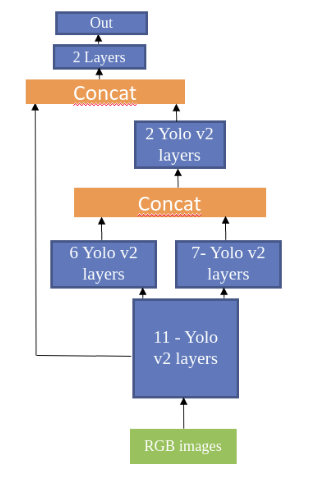 Out
2 Layers
Concat
2 Yolo v2
layers
Concat
6 Yolo v2
layers
7- Yolo v2
layers
11 - Yolo
v2 layers
RGB images